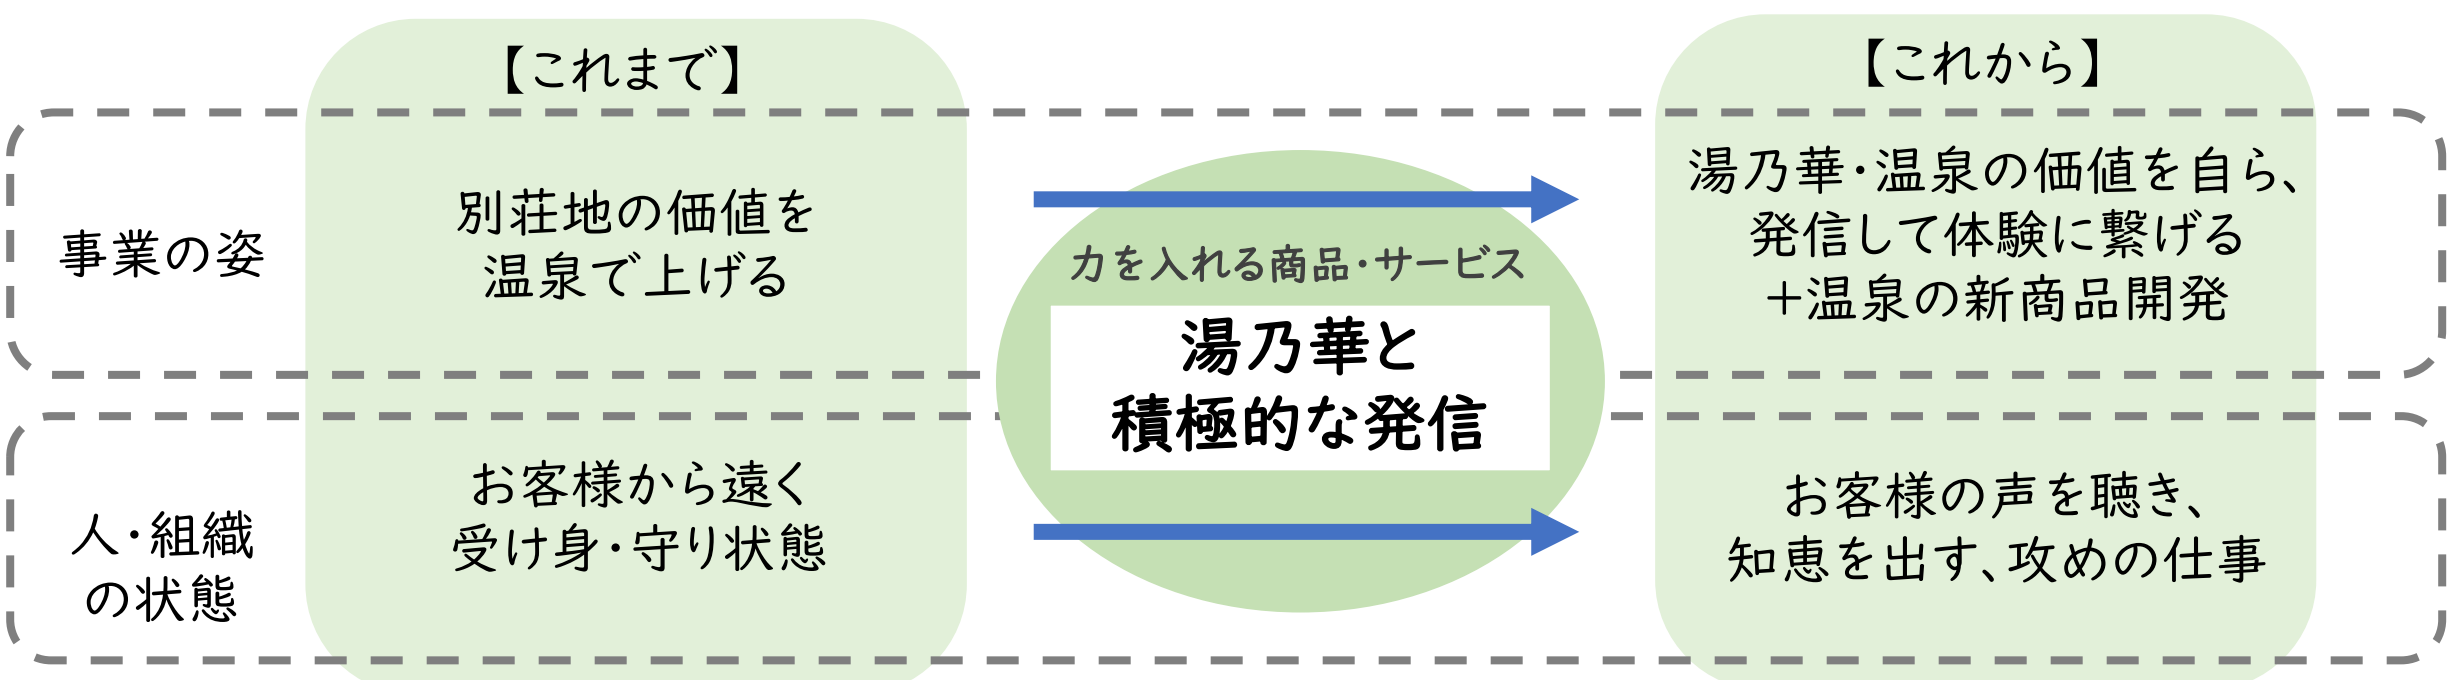 【これまで】
【これから】
事業の姿
別荘地の価値を
温泉で上げる
力を入れる商品・サービス
湯乃華と
積極的な発信
湯乃華・温泉の価値を自ら、
発信して体験に繋げる
+温泉の新商品開発
人・組織
の状態
お客様から遠く
受け身・守り状態
お客様の声を聴き、
知恵を出す、攻めの仕事